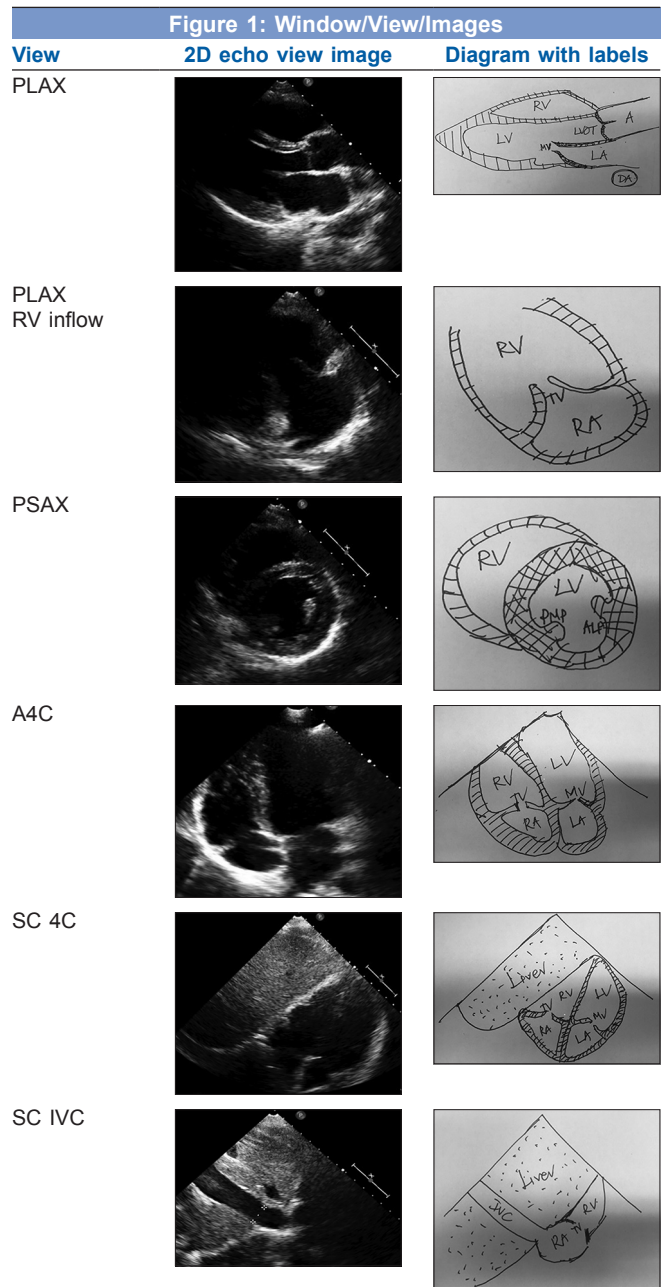 Figure 1: Window/View/Images
View 2D echo view image Diagram with labels
PLAX
RV
LV
LVOT
A
MV
LA
DA
PLAX
RV inflow
RV
TV
RA
PSAX
RV
LV
PMP
ALP
A4C
RV
LV
TV
MV
RA
LA
SC 4C
Liver
TV
RV
LV
RA
MV
LA
SC IVC
Liver
IVC
RV
TV
RA